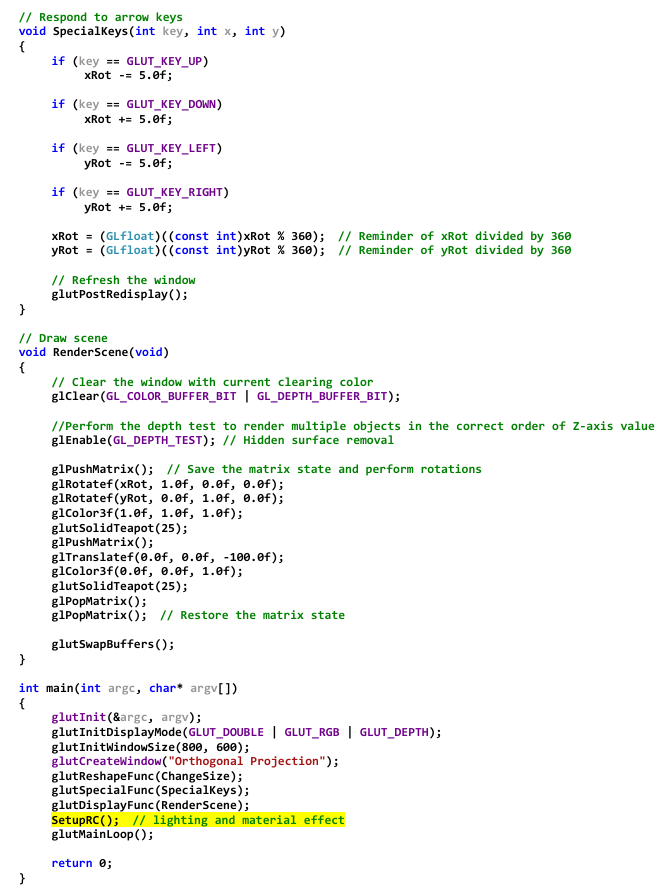 // Respond to arrow keys
void SpecialKeys(int key, int x, int y)
{
if (key == GLUT_KEY_UP)
xRot -= 5.0f;
if (key == GLUT_KEY_DOWN)
xRot += 5.0f;
if (key == GLUT_KEY_LEFT)
yRot -= 5.0f;
if (key == GLUT_KEY_RIGHT)
yRot += 5.0f;
xRot = (GLfloat)((const int)xRot % 360);  // Reminder of xRot divided by 360
yRot = (GLfloat)((const int)yRot % 360);  // Reminder of yRot divided by 360
// Refresh the window
glutPostRedisplay();
}
// Draw scene
void RenderScene(void)
{
// Clear the window with current clearing color
glClear(GL_COLOR_BUFFER_BIT | GL_DEPTH_BUFFER_BIT);
//Perform the depth test to render multiple objects in the correct order of Z-axis value
glEnable(GL_DEPTH_TEST); // Hidden surface removal
glPushMatrix();  // Save the matrix state and perform rotations
glRotatef(xRot, 1.0f, 0.0f, 0.0f);
glRotatef(yRot, 0.0f, 1.0f, 0.0f);
glColor3f(1.0f, 1.0f, 1.0f);
glutSolidTeapot(25);
glPushMatrix();
glTranslatef(0.0f, 0.0f, -100.0f);
glColor3f(0.0f, 0.0f, 1.0f);
glutSolidTeapot(25);
glPopMatrix();
glPopMatrix();  // Restore the matrix state
glutSwapBuffers();
}
int main(int argc, char* argv[])
{
glutInit(&argc, argv);
glutInitDisplayMode(GLUT_DOUBLE | GLUT_RGB | GLUT_DEPTH);
glutInitWindowSize(800, 600);
glutCreateWindow("Orthogonal Projection");
glutReshapeFunc(ChangeSize);
glutSpecialFunc(SpecialKeys);
glutDisplayFunc(RenderScene);
SetupRC();  // lighting and material effect
glutMainLoop();
return 0;
}